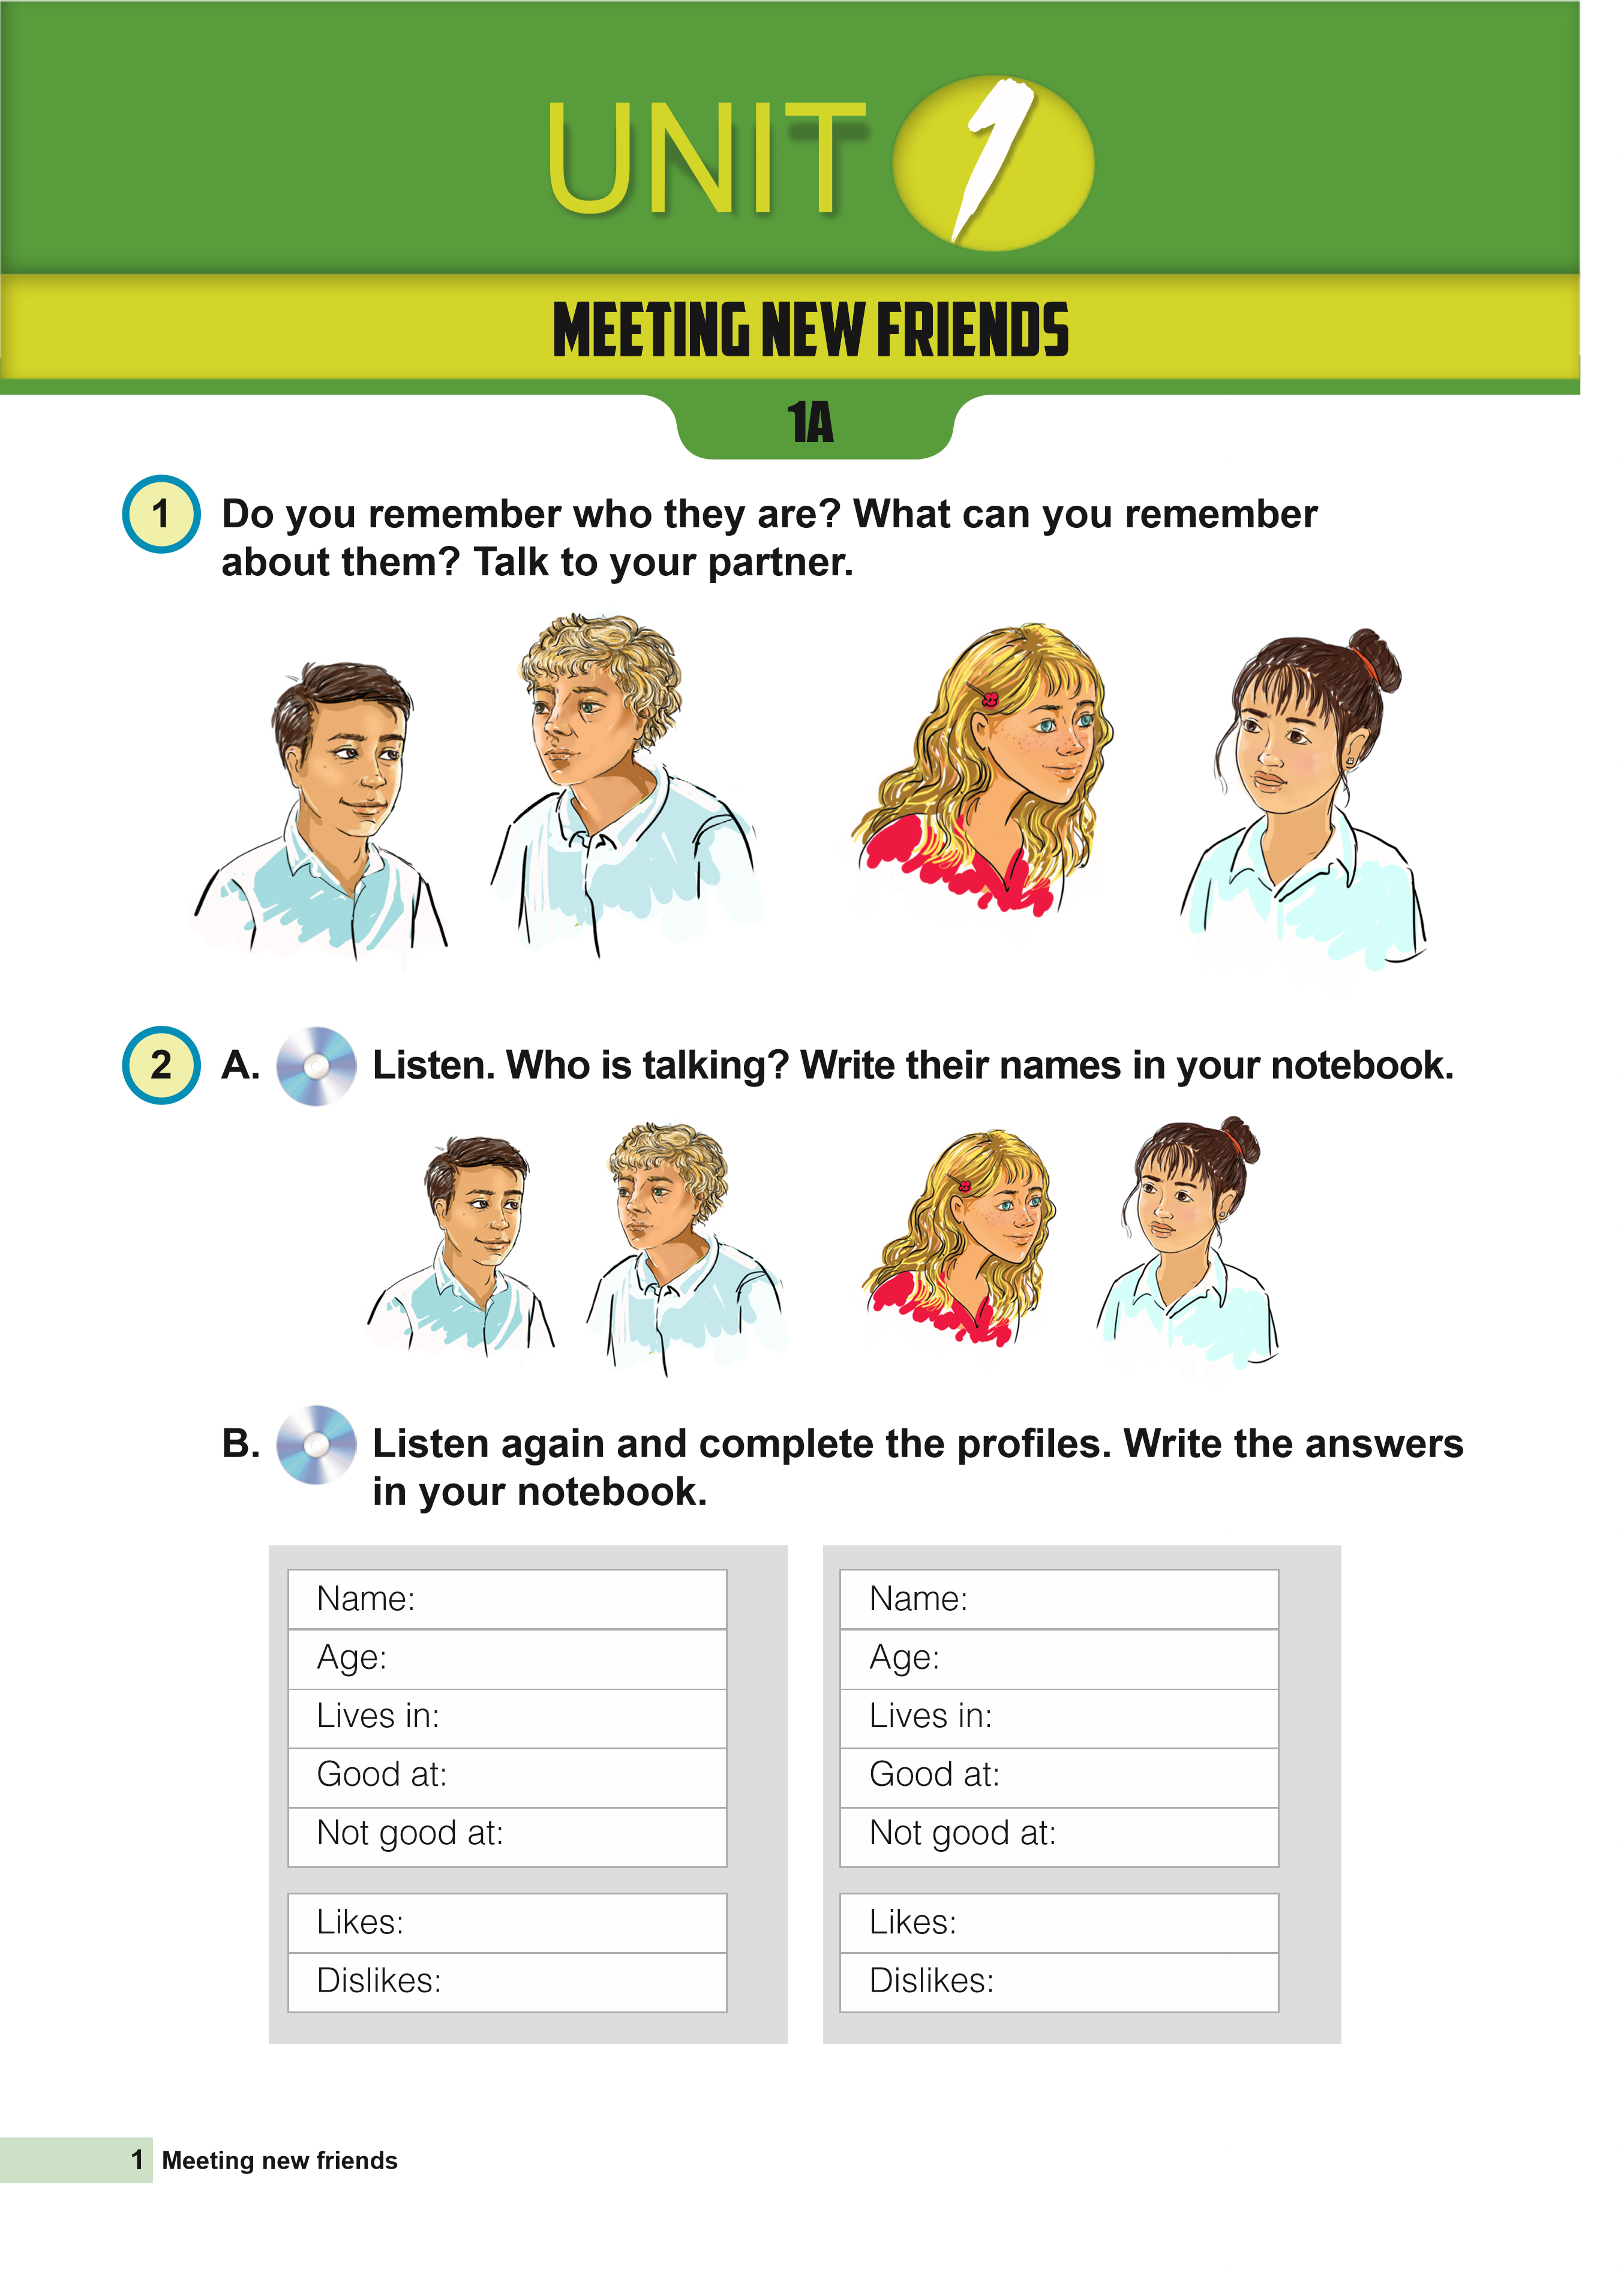 UNIT 1
MEETING NEW FRIENDS
1A
1 Do you remember who they are? What can you remember
about them? Talk to your partner.
2 A. Listen. Who is talking? Write their names in your notebook.
B. Listen again and complete the profiles. Write the answers
in your notebook.
Name:
Age:
Lives in:
Good at:
Not good at:
Likes:
Dislikes:
Name:
Age:
Lives in:
Good at:
Not good at:
Likes:
Dislikes:
1 Meeting new friends